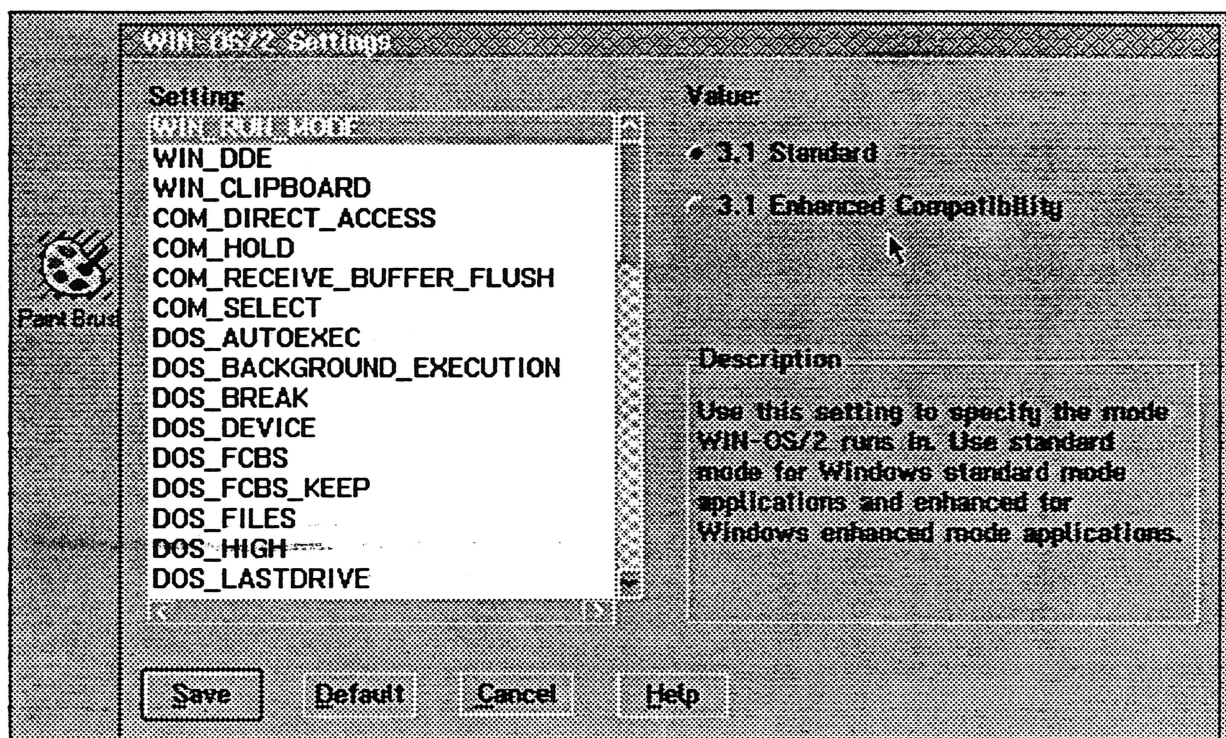 WIN-OS/2 Settings
Setting:
WIN_RUN_MODE
WIN_DDE
WIN_CLIPBOARD
COM_DIRECT_ACCESS
COM_HOLD
COM_RECEIVE_BUFFER_FLUSH
COM_SELECT
DOS_AUTOEXEC
DOS_BACKGROUND_EXECUTION
DOS_BREAK
DOS_DEVICE
DOS_FCBS
DOS_FCBS_KEEP
DOS_FILES
DOS_HIGH
DOS_LASTDRIVE
Value:
3.1 Standard
3.1 Enhanced Compatibility
Description
Use this setting to specify the mode
WIN-OS/2 runs in. Use standard
mode for Windows standard mode
applications and enhanced for
Windows enhanced mode applications.
Paint Brus
Save
Default
Cancel
Help